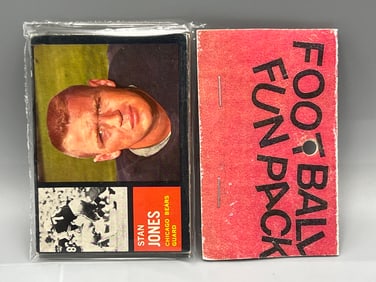 STAN
JONES
CHICAGO BEARS
GUARD
FOOTBALL
FUN PACK